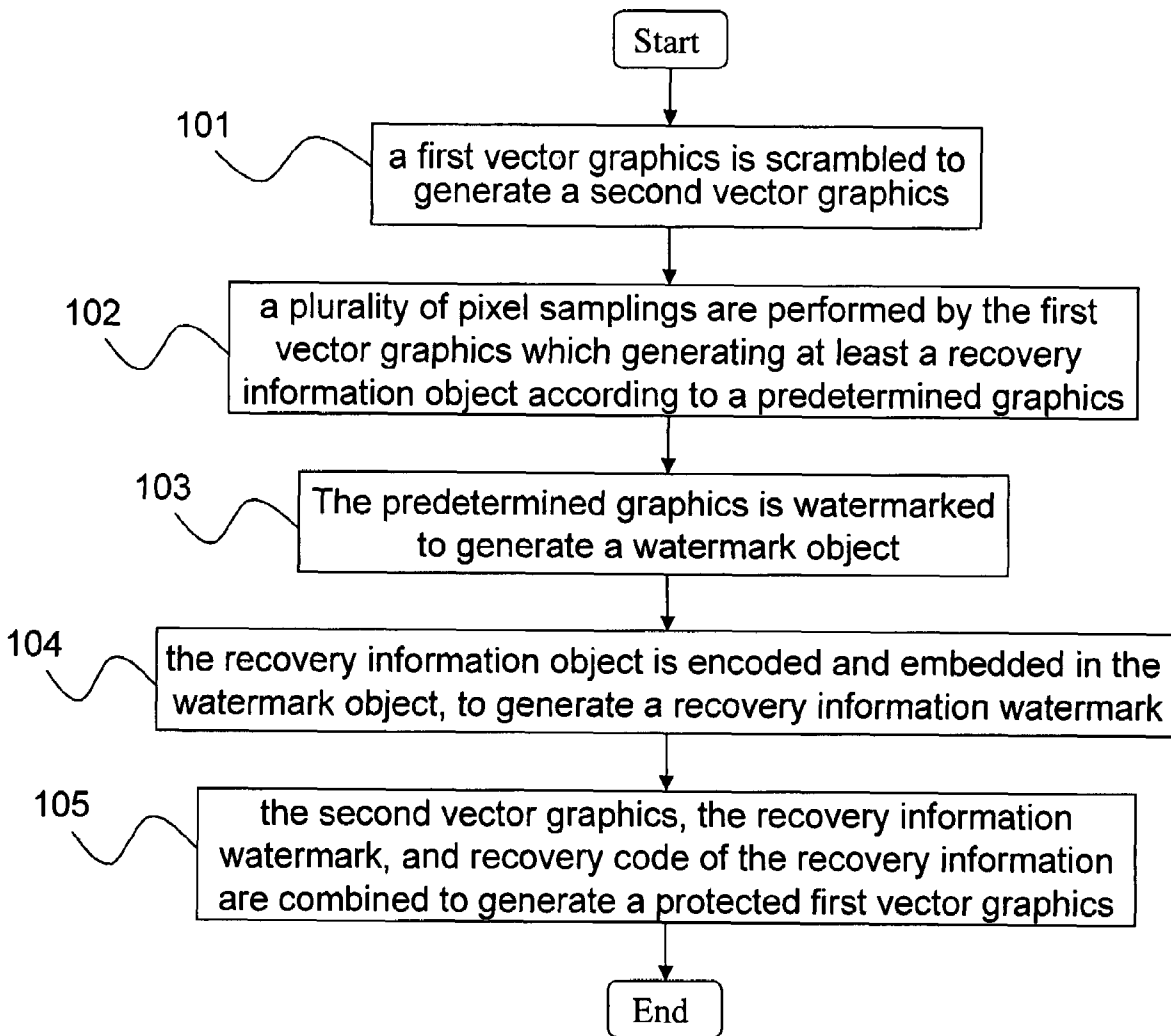 Start
101
a first vector graphics is scrambled to
generate a second vector graphics
102
a plurality of pixel samplings are performed by the first
vector graphics which generating at least a recovery
information object according to a predetermined graphics
103
The predetermined graphics is watermarked
to generate a watermark object
104
the recovery information object is encoded and embedded in the
watermark object, to generate a recovery information watermark
105
the second vector graphics, the recovery information
watermark, and recovery code of the recovery information
are combined to generate a protected first vector graphics
End